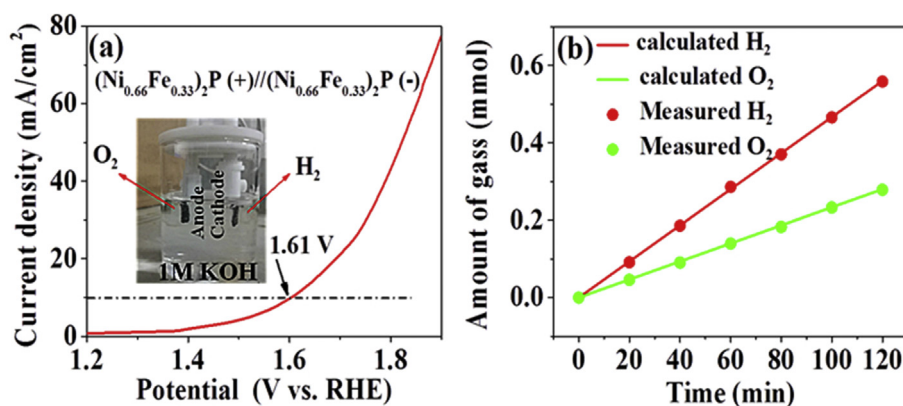 (a)
(Ni0.66Fe0.33)2P (+)//(Ni0.66Fe0.33)2P (-)
O2
H2
Anode
Cathode
1M KOH
1.61 V
Current density (mA/cm2)
80
60
40
20
0
1.2
1.4
1.6
1.8
Potential (V vs. RHE)
(b)
calculated H2
calculated O2
Measured H2
Measured O2
Amount of gass (mmol)
0.6
0.4
0.2
0.0
0
20
40
60
80
100
120
Time (min)